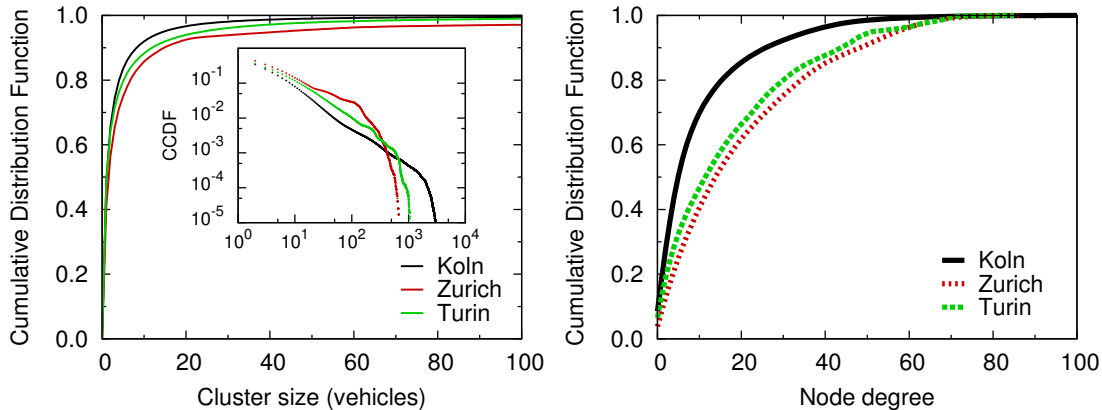 Cumulative Distribution Function
1.0
0.8
0.6
0.4
0.2
0.0
0 20 40 60 80 100
Cluster size (vehicles)
CCDF
10^-1
10^-2
10^-3
10^-4
10^-5
10^0 10^1 10^2 10^3 10^4
Koln
Zurich
Turin
Cumulative Distribution Function
1.0
0.8
0.6
0.4
0.2
0.0
0 20 40 60 80 100
Node degree
Koln
Zurich
Turin